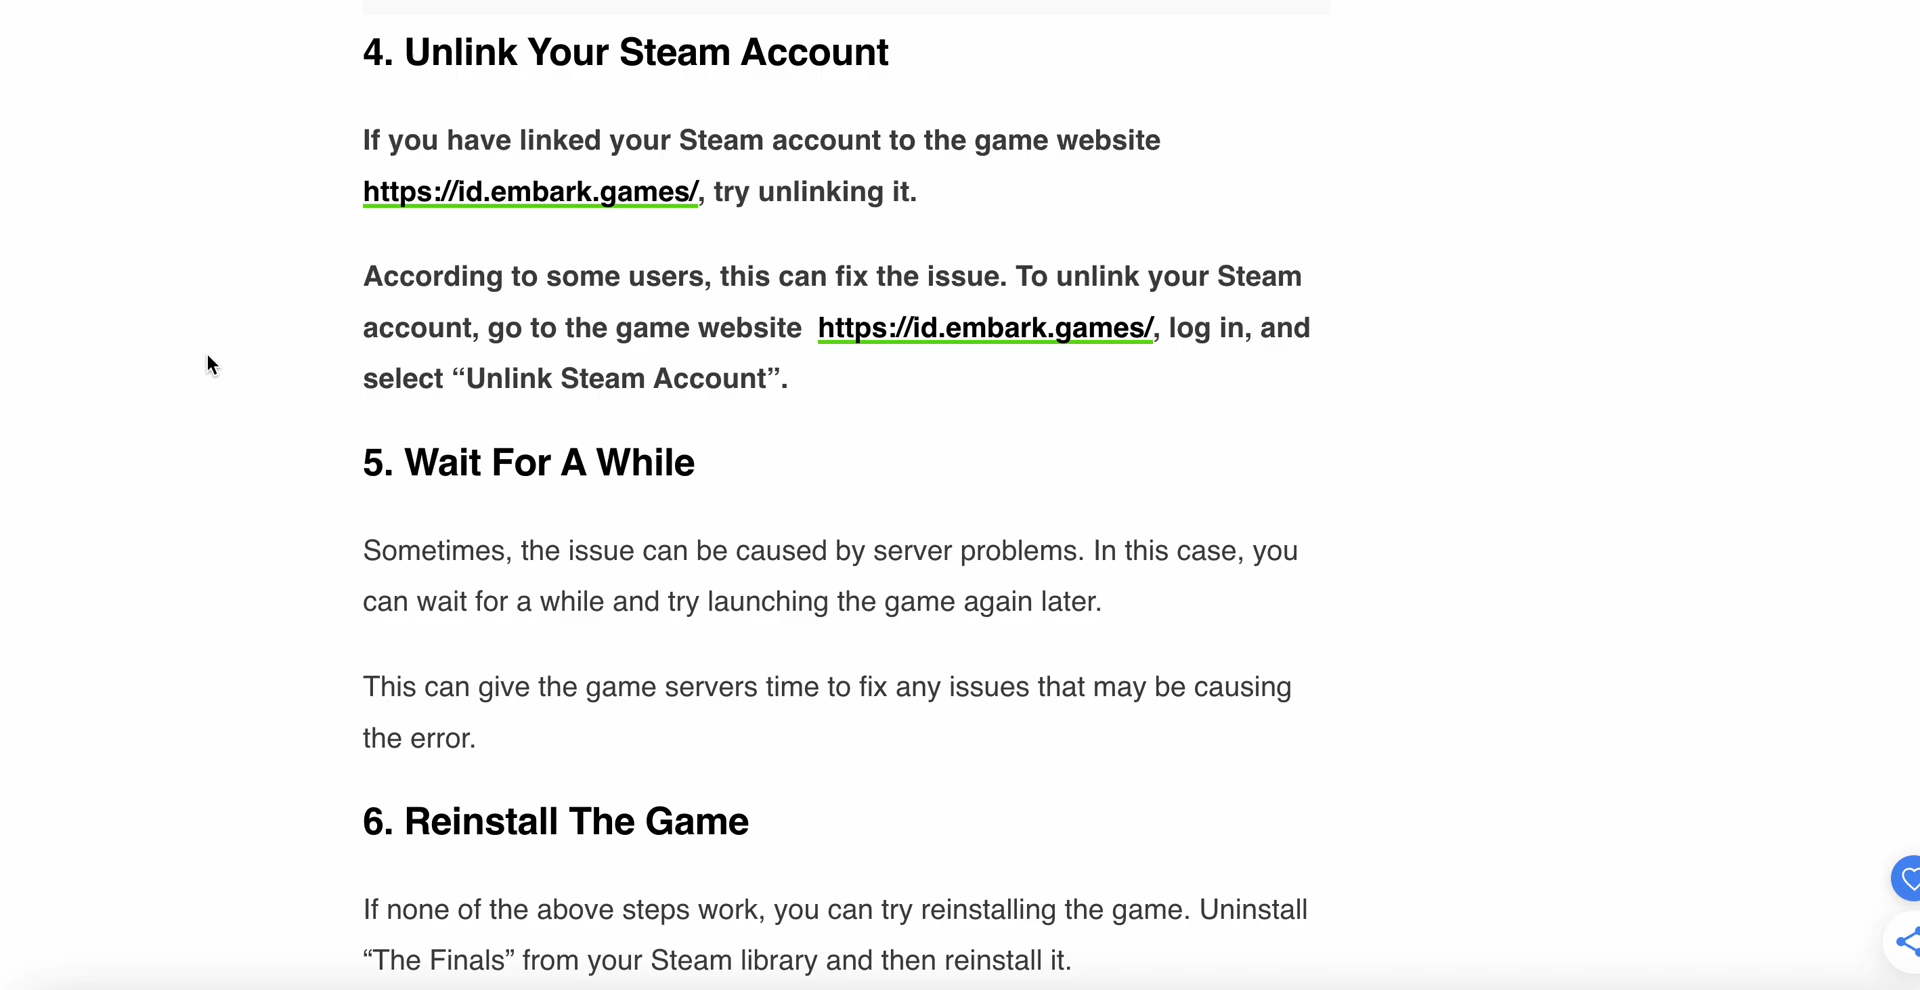 4. Unlink Your Steam Account
If you have linked your Steam account to the game website
https://id.embark.games/, try unlinking it.
According to some users, this can fix the issue. To unlink your Steam
account, go to the game website https://id.embark.games/, log in, and
select “Unlink Steam Account”.
5. Wait For A While
Sometimes, the issue can be caused by server problems. In this case, you
can wait for a while and try launching the game again later.
This can give the game servers time to fix any issues that may be causing
the error.
6. Reinstall The Game
If none of the above steps work, you can try reinstalling the game. Uninstall
“The Finals” from your Steam library and then reinstall it.